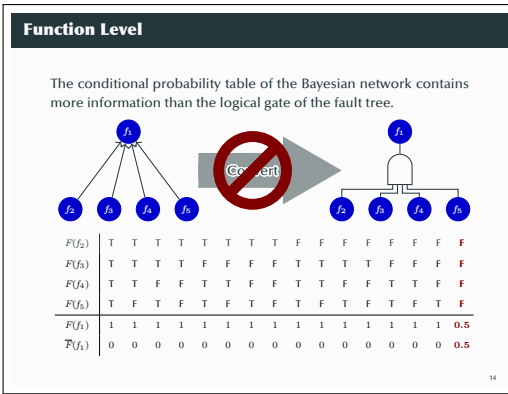 Function Level
The conditional probability table of the Bayesian network contains
more information than the logical gate of the fault tree.
f1 f1
Convert
f2 f3 f4 f5 f2 f3 f4 f5
F(f2) T T T T T T T T F F F F F F F
F(f3) T T T T F F F F T T T T F F F
F(f4) T T F F T T F F T T F F T T F
F(f5) T F T F T F T F T F T F T F F
F(f1) 1 1 1 1 1 1 1 1 1 1 1 1 1 1 0.5
F̅(f1) 0 0 0 0 0 0 0 0 0 0 0 0 0 0 0.5
14